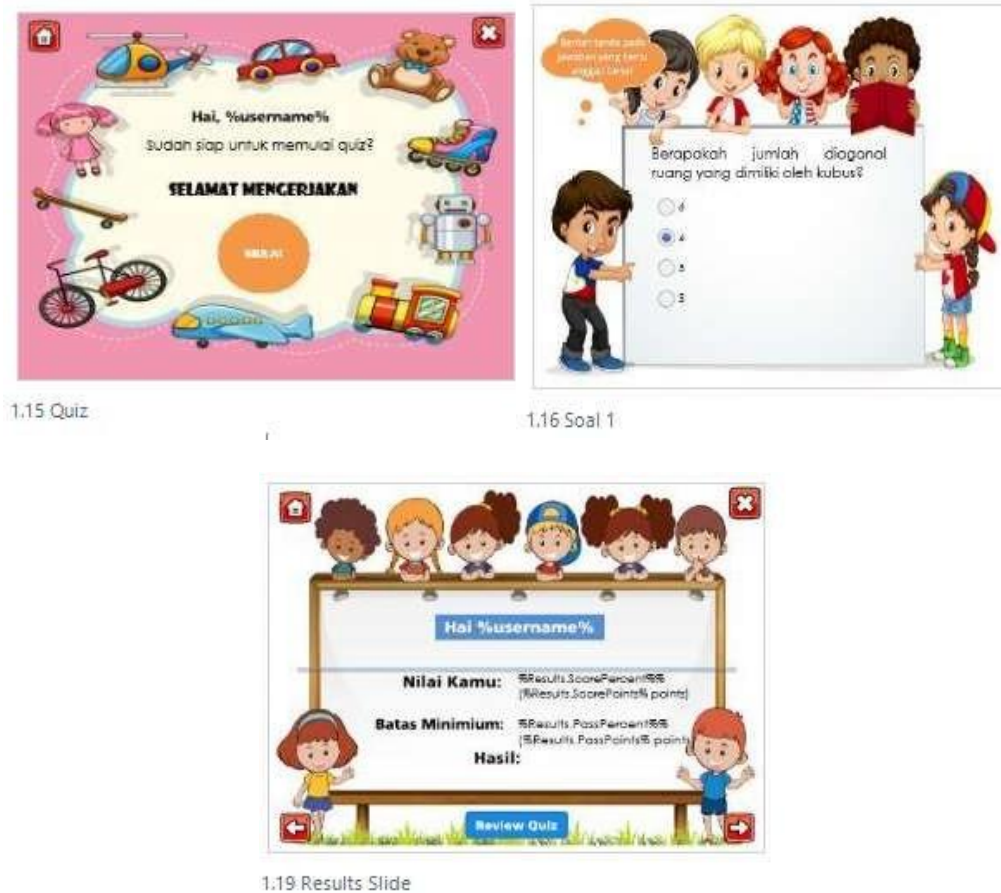 Hai, %username%
Sudah siap untuk memulai quiz?
SELAMAT MENGERJAKAN
MULAI
1.15 Quiz
Berapakah jumlah diagonal
ruang yang dimiliki oleh kubus?
1.16 Soal 1
Hai %username%
Nilai Kamu: %Results.ScorePercent%%
(%Results.ScorePoints% points)
Batas Minimium: %Results.PassPercent%%
(%Results.PassPoints% points
Hasil:
Review Quiz
1.19 Results Slide